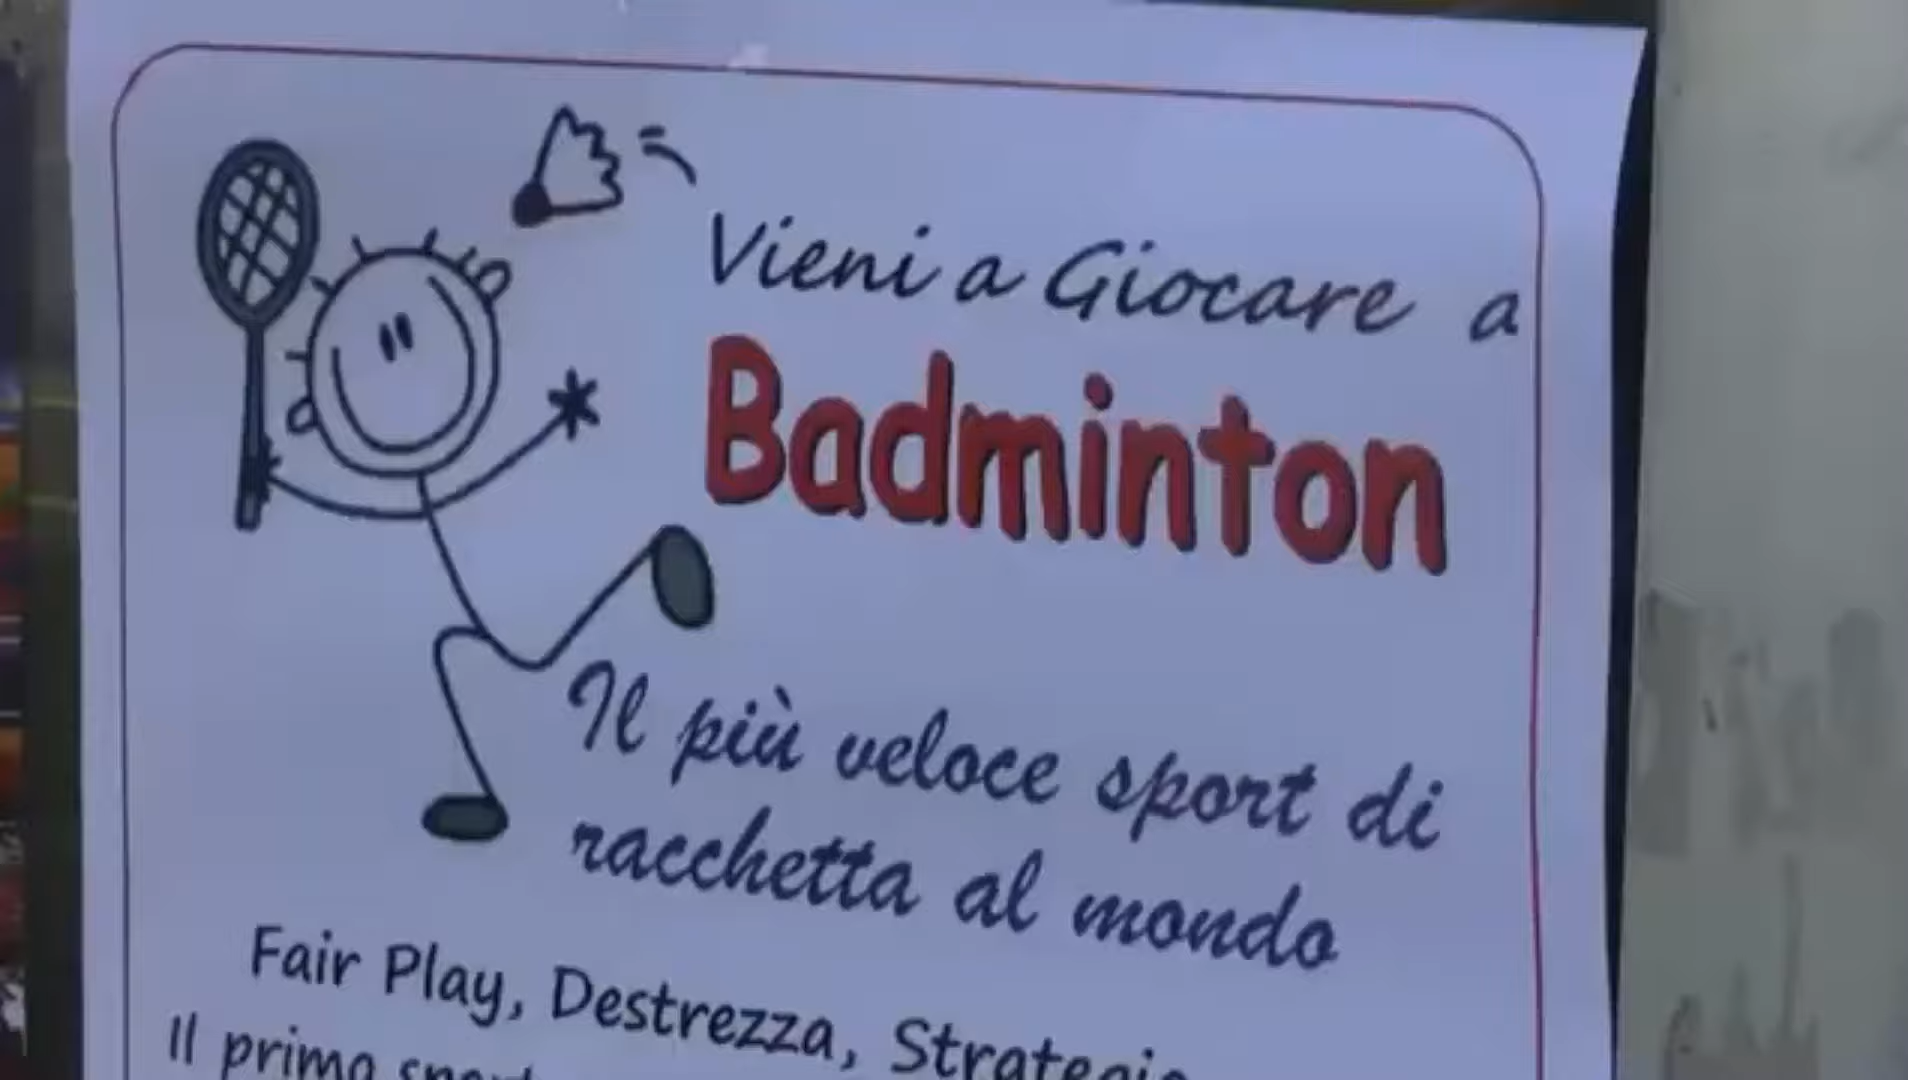 Vieni a Giocare a
Badminton
Il più veloce sport di
racchetta al mondo
Fair Play, Destrezza, Strategia
Il primo sport